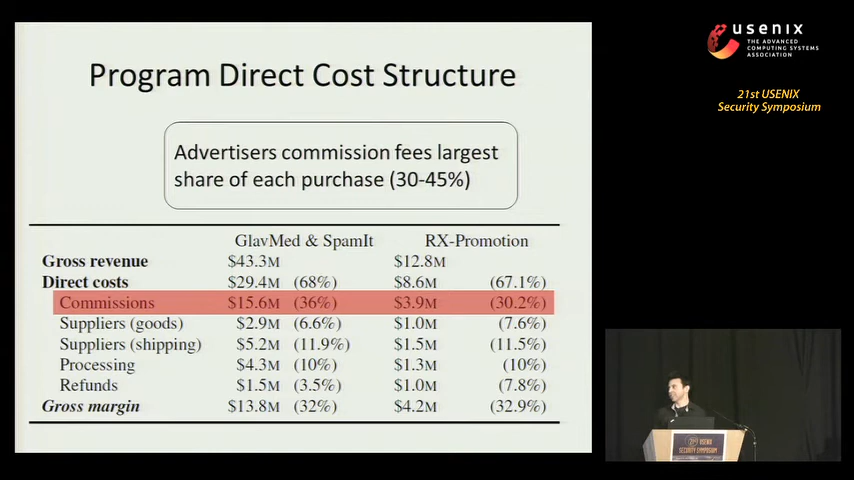 usenix
THE ADVANCED
COMPUTING SYSTEMS
ASSOCIATION
21st USENIX
Security Symposium
Program Direct Cost Structure
Advertisers commission fees largest
share of each purchase (30-45%)
GlavMed & SpamIt RX-Promotion
Gross revenue $43.3M $12.8M
Direct costs $29.4M (68%) $8.6M (67.1%)
Commissions $15.6M (36%) $3.9M (30.2%)
Suppliers (goods) $2.9M (6.6%) $1.0M (7.6%)
Suppliers (shipping) $5.2M (11.9%) $1.5M (11.5%)
Processing $4.3M (10%) $1.3M (10%)
Refunds $1.5M (3.5%) $1.0M (7.8%)
Gross margin $13.8M (32%) $4.2M (32.9%)
USENIX
SECURITY SYMPOSIUM